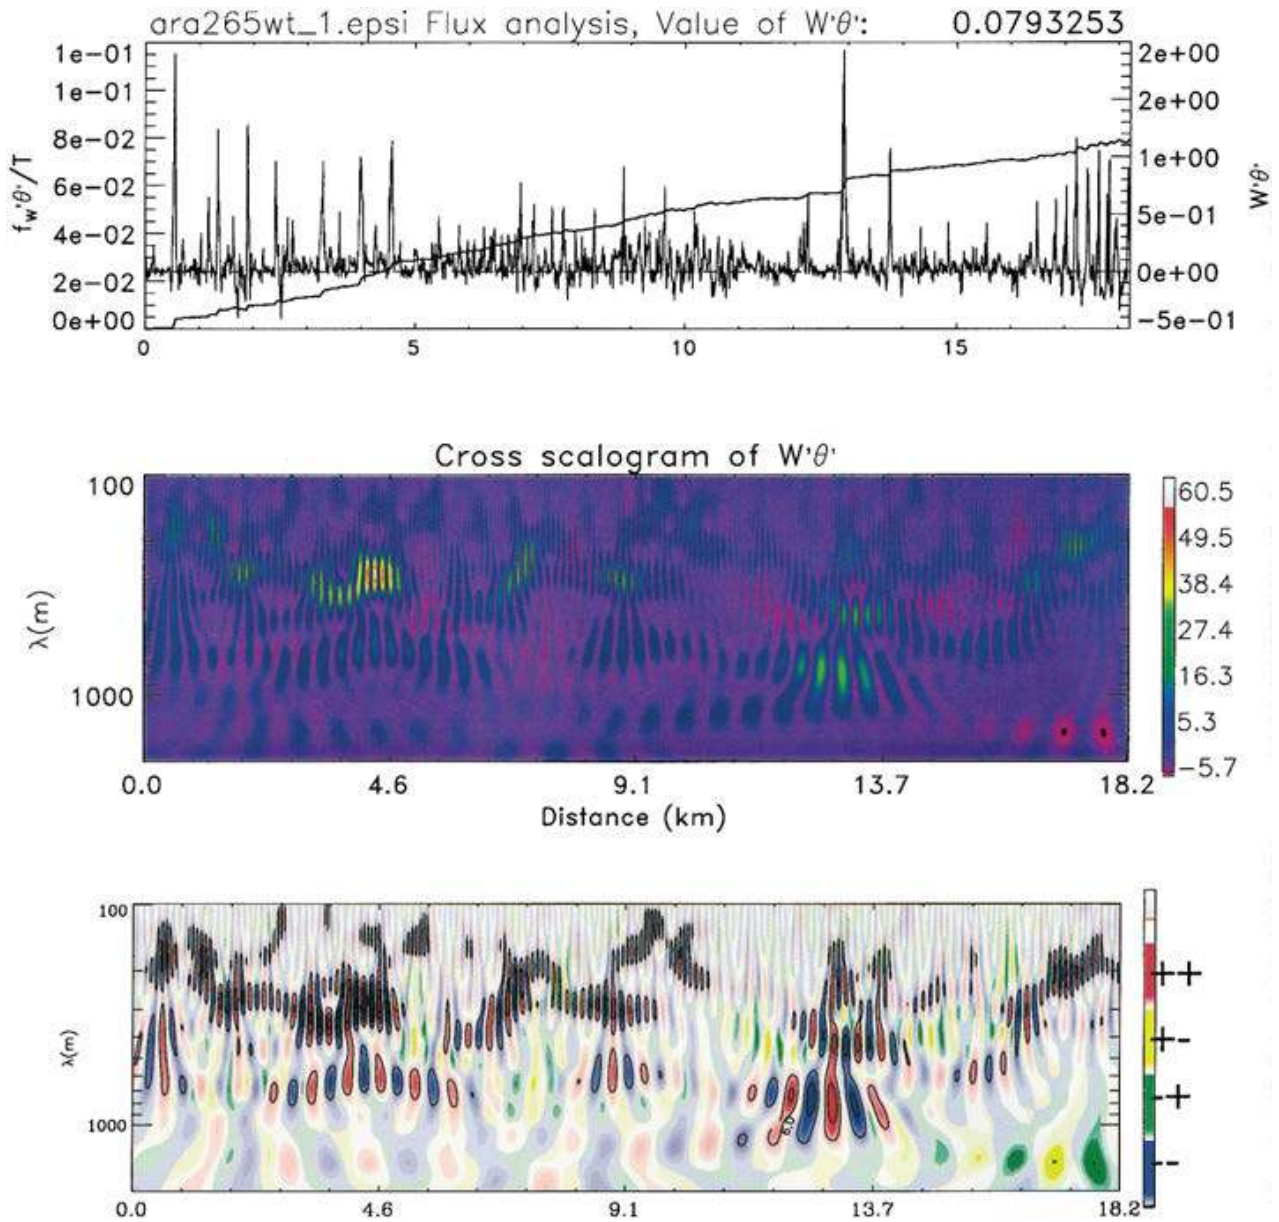 ara265wt_1.epsi Flux analysis, Value of W'θ': 0.0793253
1e-01
1e-01
8e-02
6e-02
4e-02
2e-02
0e+00
f_w'θ'/T
2e+00
2e+00
1e+00
5e-01
0e+00
-5e-01
W'θ'
0 5 10 15
Cross scalogram of W'θ'
100
1000
λ(m)
60.5
49.5
38.4
27.4
16.3
5.3
-5.7
0.0 4.6 9.1 13.7 18.2
Distance (km)
100
1000
λ(m)
6.0
++
+-
-+
--
0.0 4.6 9.1 13.7 18.2